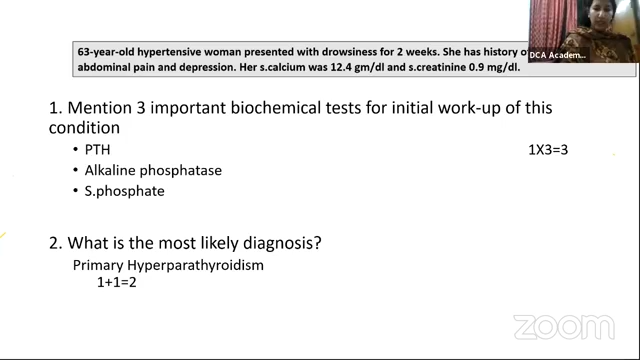 63-year-old hypertensive woman presented with drowsiness for 2 weeks. She has history of
abdominal pain and depression. Her s.calcium was 12.4 gm/dl and s.creatinine 0.9 mg/dl.
DCA Academ...
1. Mention 3 important biochemical tests for initial work-up of this
condition
• PTH
1X3=3
• Alkaline phosphatase
• S.phosphate
2. What is the most likely diagnosis?
Primary Hyperparathyroidism
1+1=2
zoom